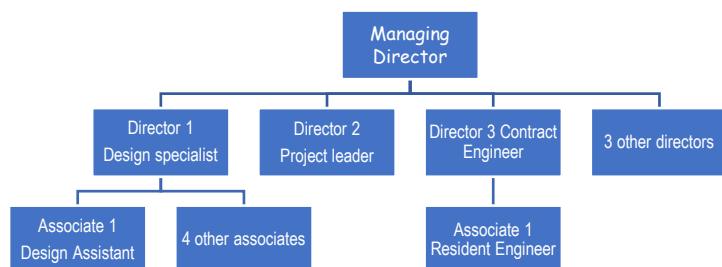 Managing
Director
Director 1
Design specialist
Director 2
Project leader
Director 3 Contract
Engineer
3 other directors
Associate 1
Design Assistant
4 other associates
Associate 1
Resident Engineer